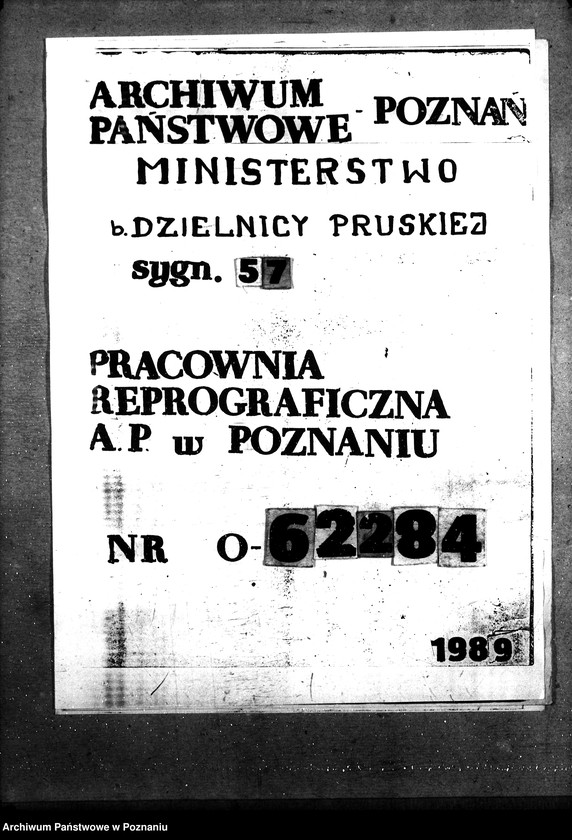 ARCHIWUM
PAŃSTWOWE - POZNAŃ
MINISTERSTWO
b. DZIELNICY PRUSKIEJ
sygn. 57
PRACOWNIA
REPROGRAFICZNA
A.P. w POZNANIU
NR O-62284
1989
Archiwum Państwowe w Poznaniu